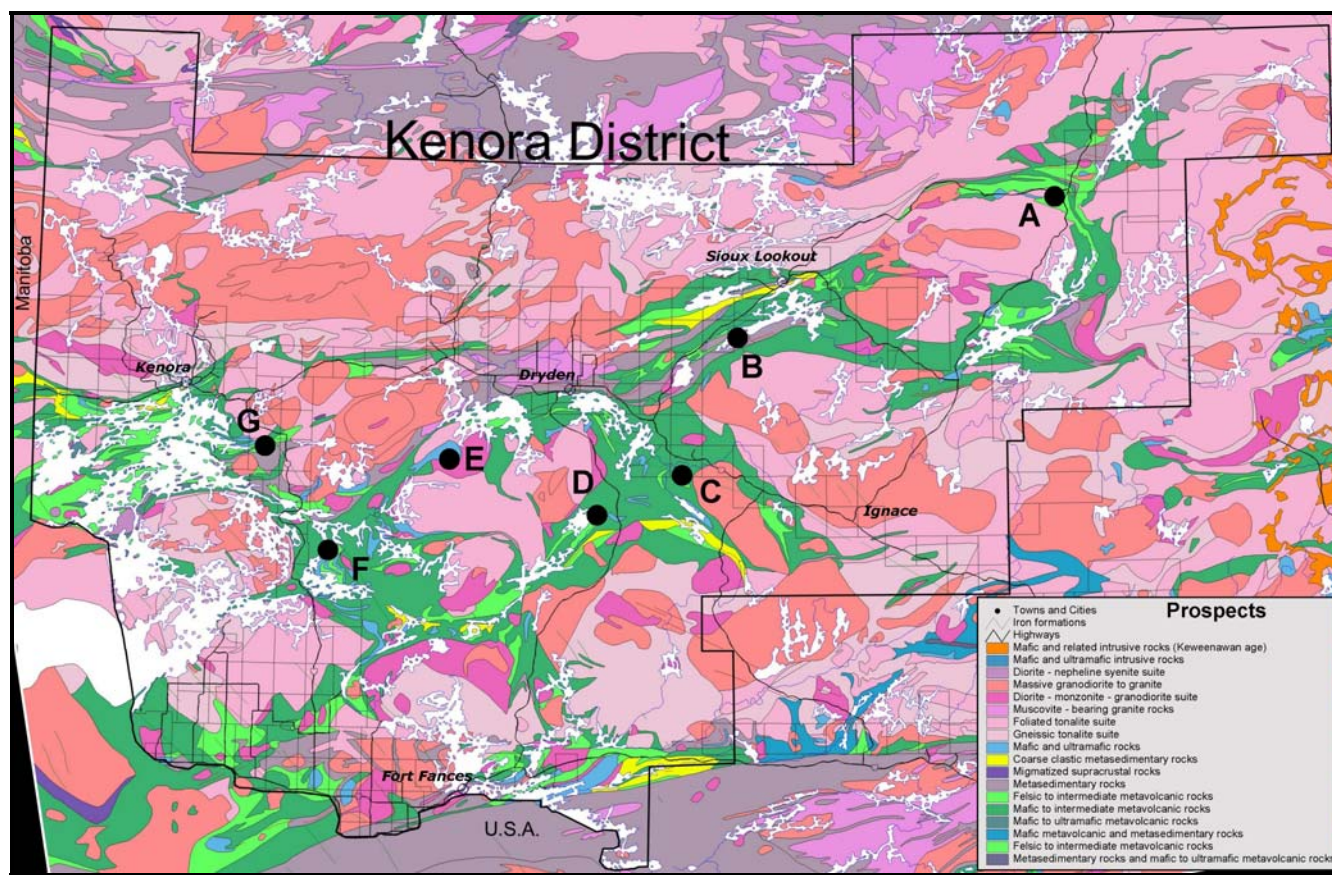 Kenora District
A
Sioux Lookout
Manitoba
B
Kenora
Dryden
G
E
D
C
Ignace
F
Fort Fances
U.S.A.
Prospects
Towns and Cities
Iron formations
Highways
Mafic and related intrusive rocks (Keweenawan age)
Mafic and ultramafic intrusive rocks
Diorite - nepheline syenite suite
Massive granodiorite to granite
Diorite - monzonite - granodiorite suite
Muscovite - bearing granite rocks
Foliated tonalite suite
Gneissic tonalite suite
Mafic and ultramafic rocks
Coarse clastic metasedimentary rocks
Migmatized supracrustal rocks
Metasedimentary rocks
Felsic to intermediate metavolcanic rocks
Mafic to intermediate metavolcanic rocks
Mafic to ultramafic metavolcanic rocks
Mafic metavolcanic and metasedimentary rocks
Felsic to intermediate metavolcanic rocks
Metasedimentary rocks and mafic to ultramafic metavolcanic rocks